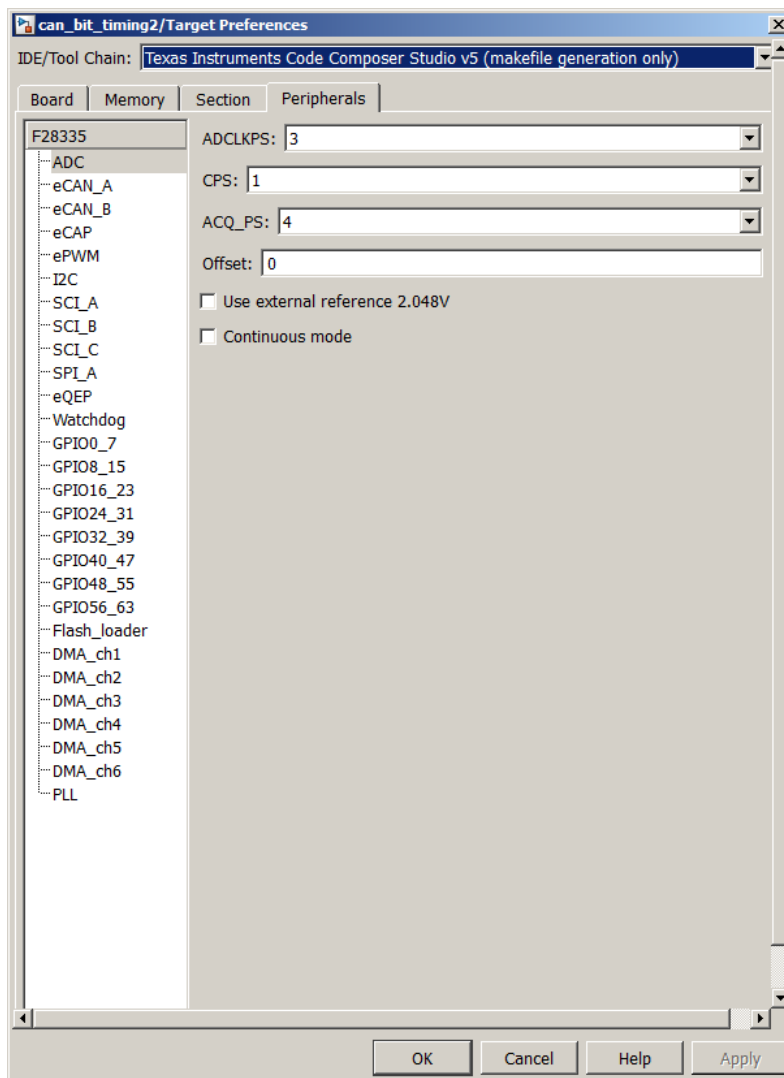 can_bit_timing2/Target Preferences
IDE/Tool Chain: Texas Instruments Code Composer Studio v5 (makefile generation only)
Board Memory Section Peripherals
F28335
ADC
eCAN_A
eCAN_B
eCAP
ePWM
I2C
SCI_A
SCI_B
SCI_C
SPI_A
eQEP
Watchdog
GPIO0_7
GPIO8_15
GPIO16_23
GPIO24_31
GPIO32_39
GPIO40_47
GPIO48_55
GPIO56_63
Flash_loader
DMA_ch1
DMA_ch2
DMA_ch3
DMA_ch4
DMA_ch5
DMA_ch6
PLL
ADCLKPS: 3
CPS: 1
ACQ_PS: 4
Offset: 0
Use external reference 2.048V
Continuous mode
OK Cancel Help Apply